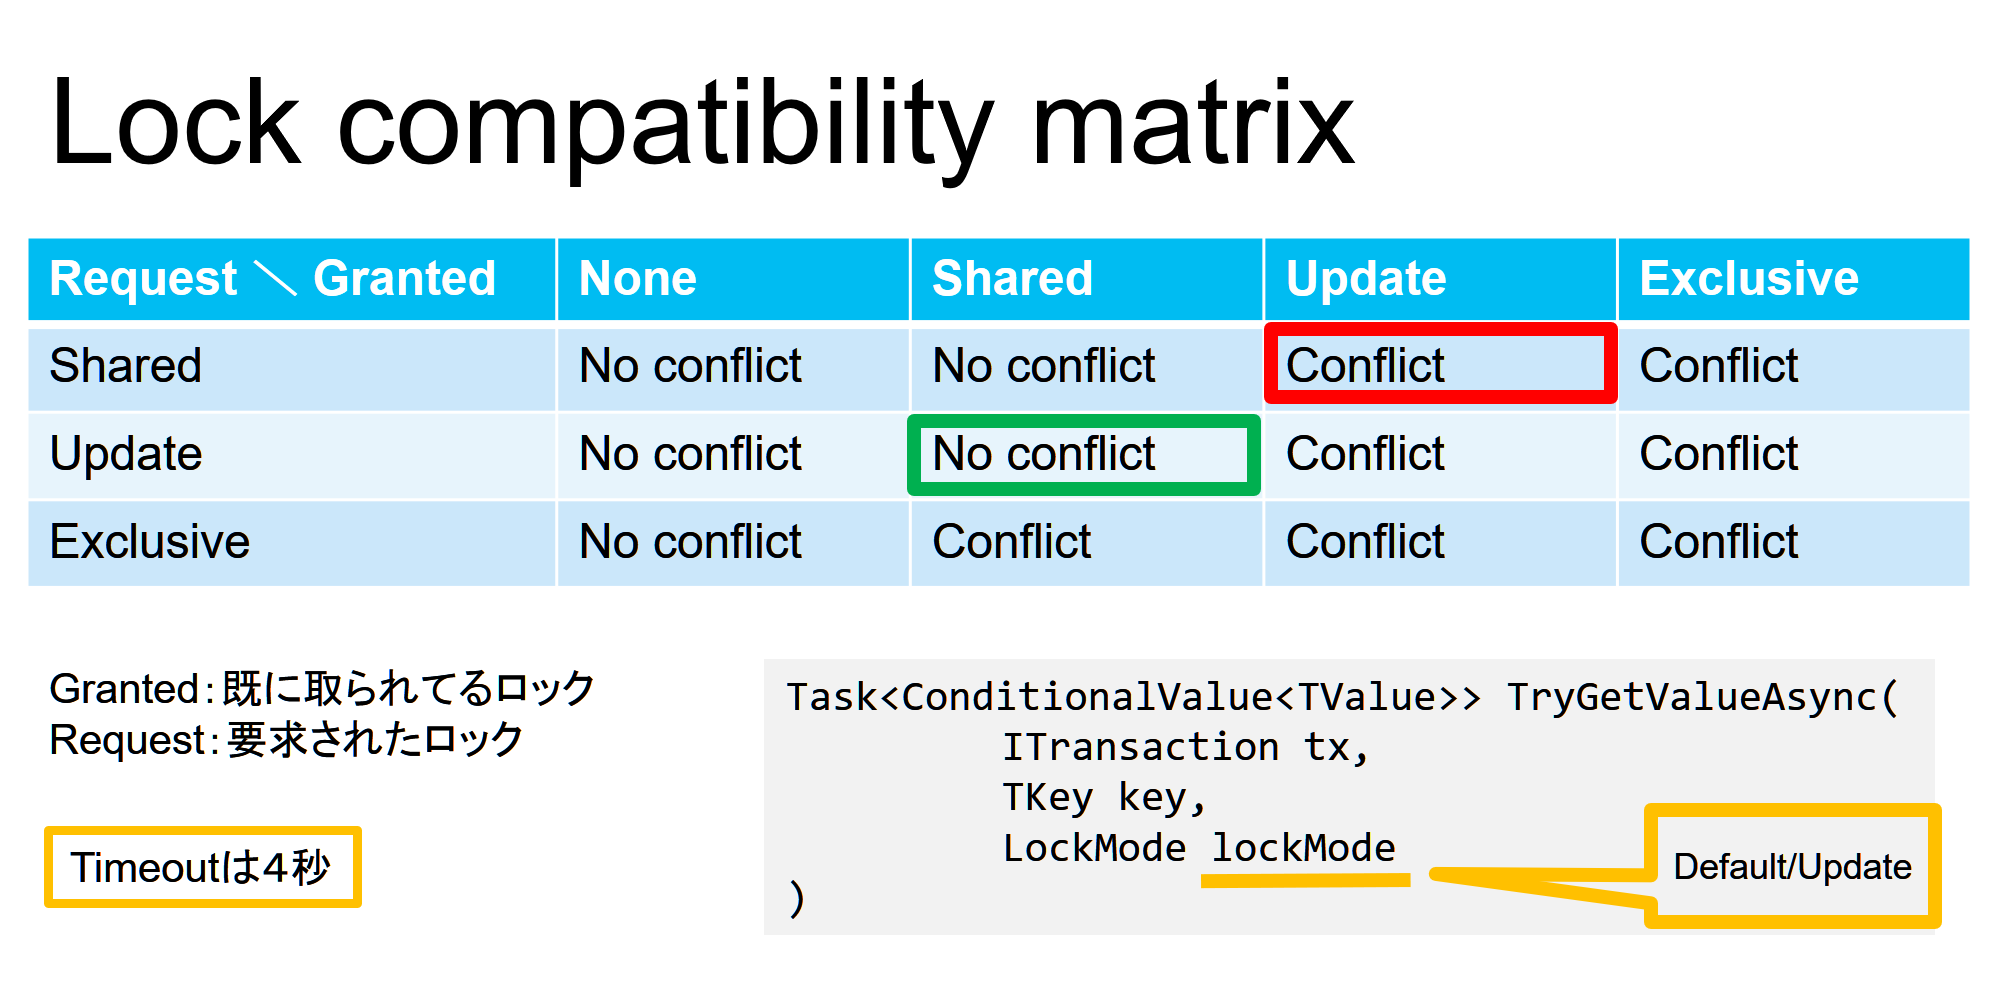 Lock compatibility matrix
Request ＼ Granted None Shared Update Exclusive
Shared No conflict No conflict Conflict Conflict
Update No conflict No conflict Conflict Conflict
Exclusive No conflict Conflict Conflict Conflict
Granted：既に取られてるロック
Request：要求されたロック
Timeoutは４秒
Task<ConditionalValue<TValue>> TryGetValueAsync(
ITransaction tx,
TKey key,
LockMode lockMode
)
Default/Update